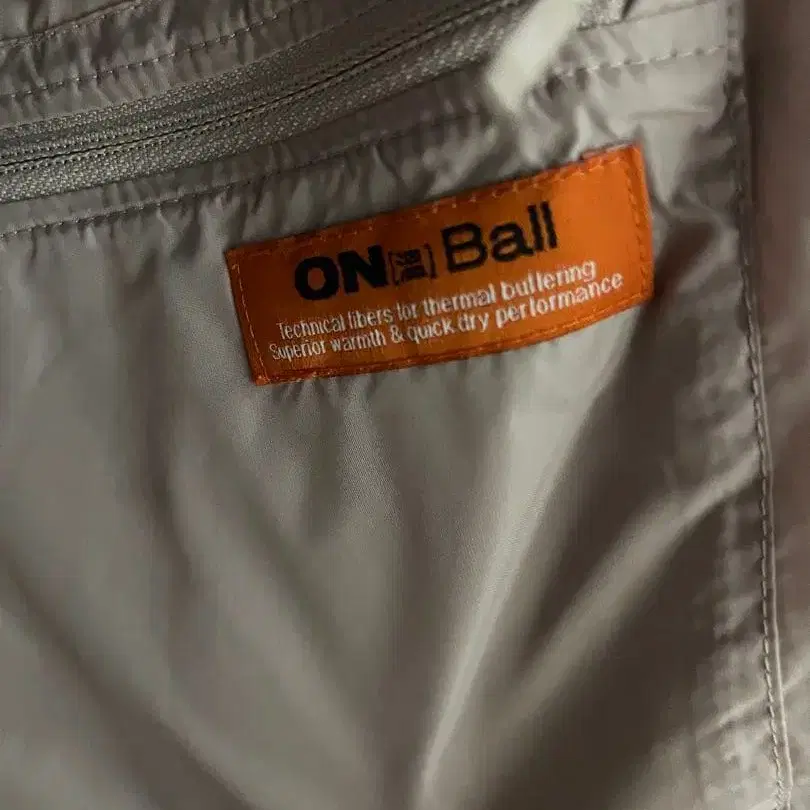 ON Ball
Technical fibers for thermal buffering
Superior warmth & quick dry performance